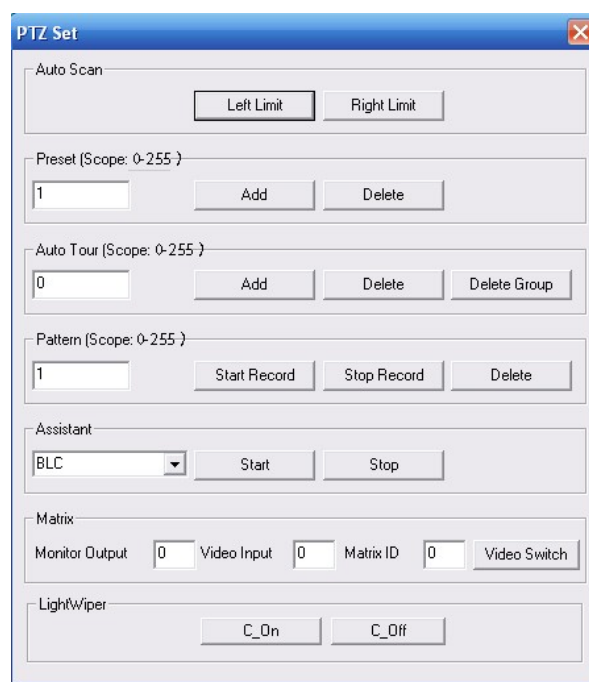 PTZ Set
Auto Scan
Left Limit Right Limit
Preset (Scope: 0-255 )
1 Add Delete
Auto Tour (Scope: 0-255 )
0 Add Delete Delete Group
Pattern (Scope: 0-255 )
1 Start Record Stop Record Delete
Assistant
BLC Start Stop
Matrix
Monitor Output 0 Video Input 0 Matrix ID 0 Video Switch
LightWiper
C_On C_Off